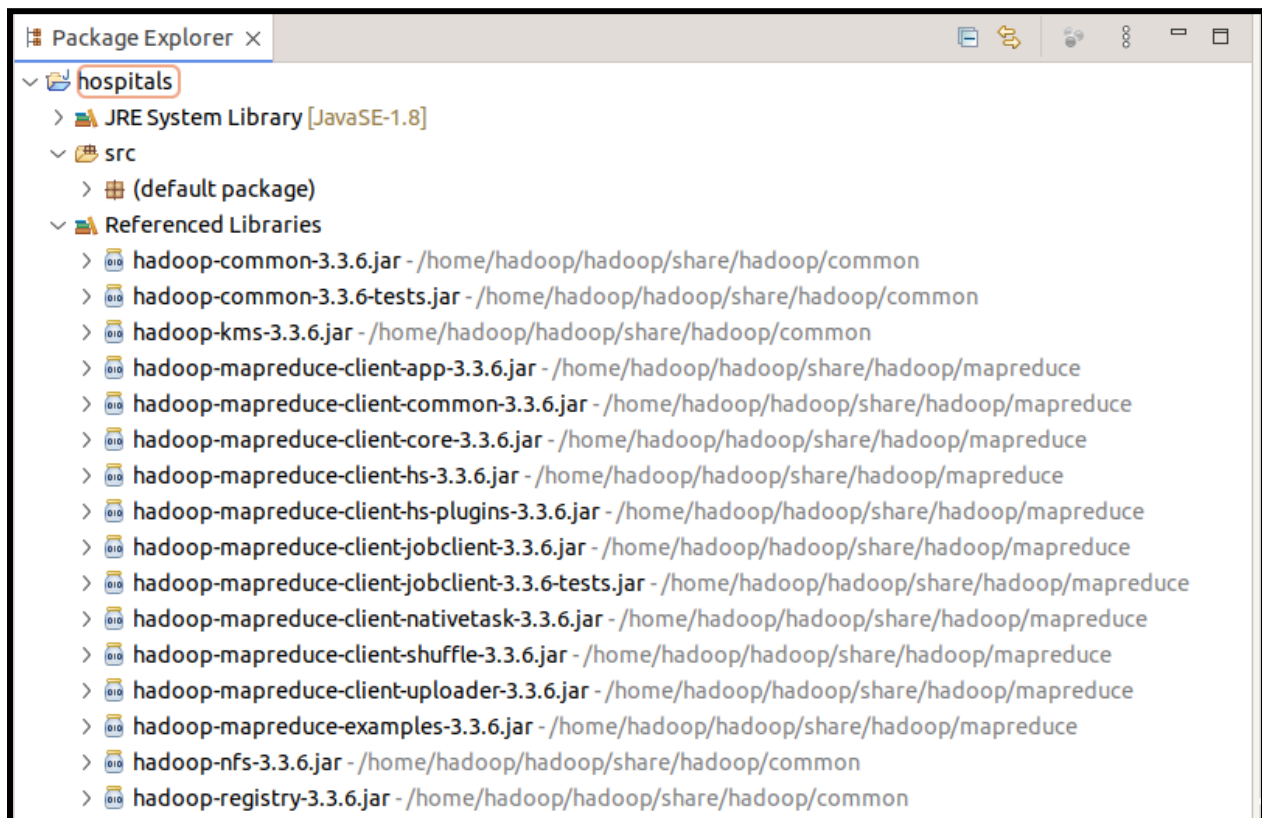 Package Explorer ×
hospitals
JRE System Library [JavaSE-1.8]
src
(default package)
Referenced Libraries
hadoop-common-3.3.6.jar - /home/hadoop/hadoop/share/hadoop/common
hadoop-common-3.3.6-tests.jar - /home/hadoop/hadoop/share/hadoop/common
hadoop-kms-3.3.6.jar - /home/hadoop/hadoop/share/hadoop/common
hadoop-mapreduce-client-app-3.3.6.jar - /home/hadoop/hadoop/share/hadoop/mapreduce
hadoop-mapreduce-client-common-3.3.6.jar - /home/hadoop/hadoop/share/hadoop/mapreduce
hadoop-mapreduce-client-core-3.3.6.jar - /home/hadoop/hadoop/share/hadoop/mapreduce
hadoop-mapreduce-client-hs-3.3.6.jar - /home/hadoop/hadoop/share/hadoop/mapreduce
hadoop-mapreduce-client-hs-plugins-3.3.6.jar - /home/hadoop/hadoop/share/hadoop/mapreduce
hadoop-mapreduce-client-jobclient-3.3.6.jar - /home/hadoop/hadoop/share/hadoop/mapreduce
hadoop-mapreduce-client-jobclient-3.3.6-tests.jar - /home/hadoop/hadoop/share/hadoop/mapreduce
hadoop-mapreduce-client-nativetask-3.3.6.jar - /home/hadoop/hadoop/share/hadoop/mapreduce
hadoop-mapreduce-client-shuffle-3.3.6.jar - /home/hadoop/hadoop/share/hadoop/mapreduce
hadoop-mapreduce-client-uploader-3.3.6.jar - /home/hadoop/hadoop/share/hadoop/mapreduce
hadoop-mapreduce-examples-3.3.6.jar - /home/hadoop/hadoop/share/hadoop/mapreduce
hadoop-nfs-3.3.6.jar - /home/hadoop/hadoop/share/hadoop/common
hadoop-registry-3.3.6.jar - /home/hadoop/hadoop/share/hadoop/common